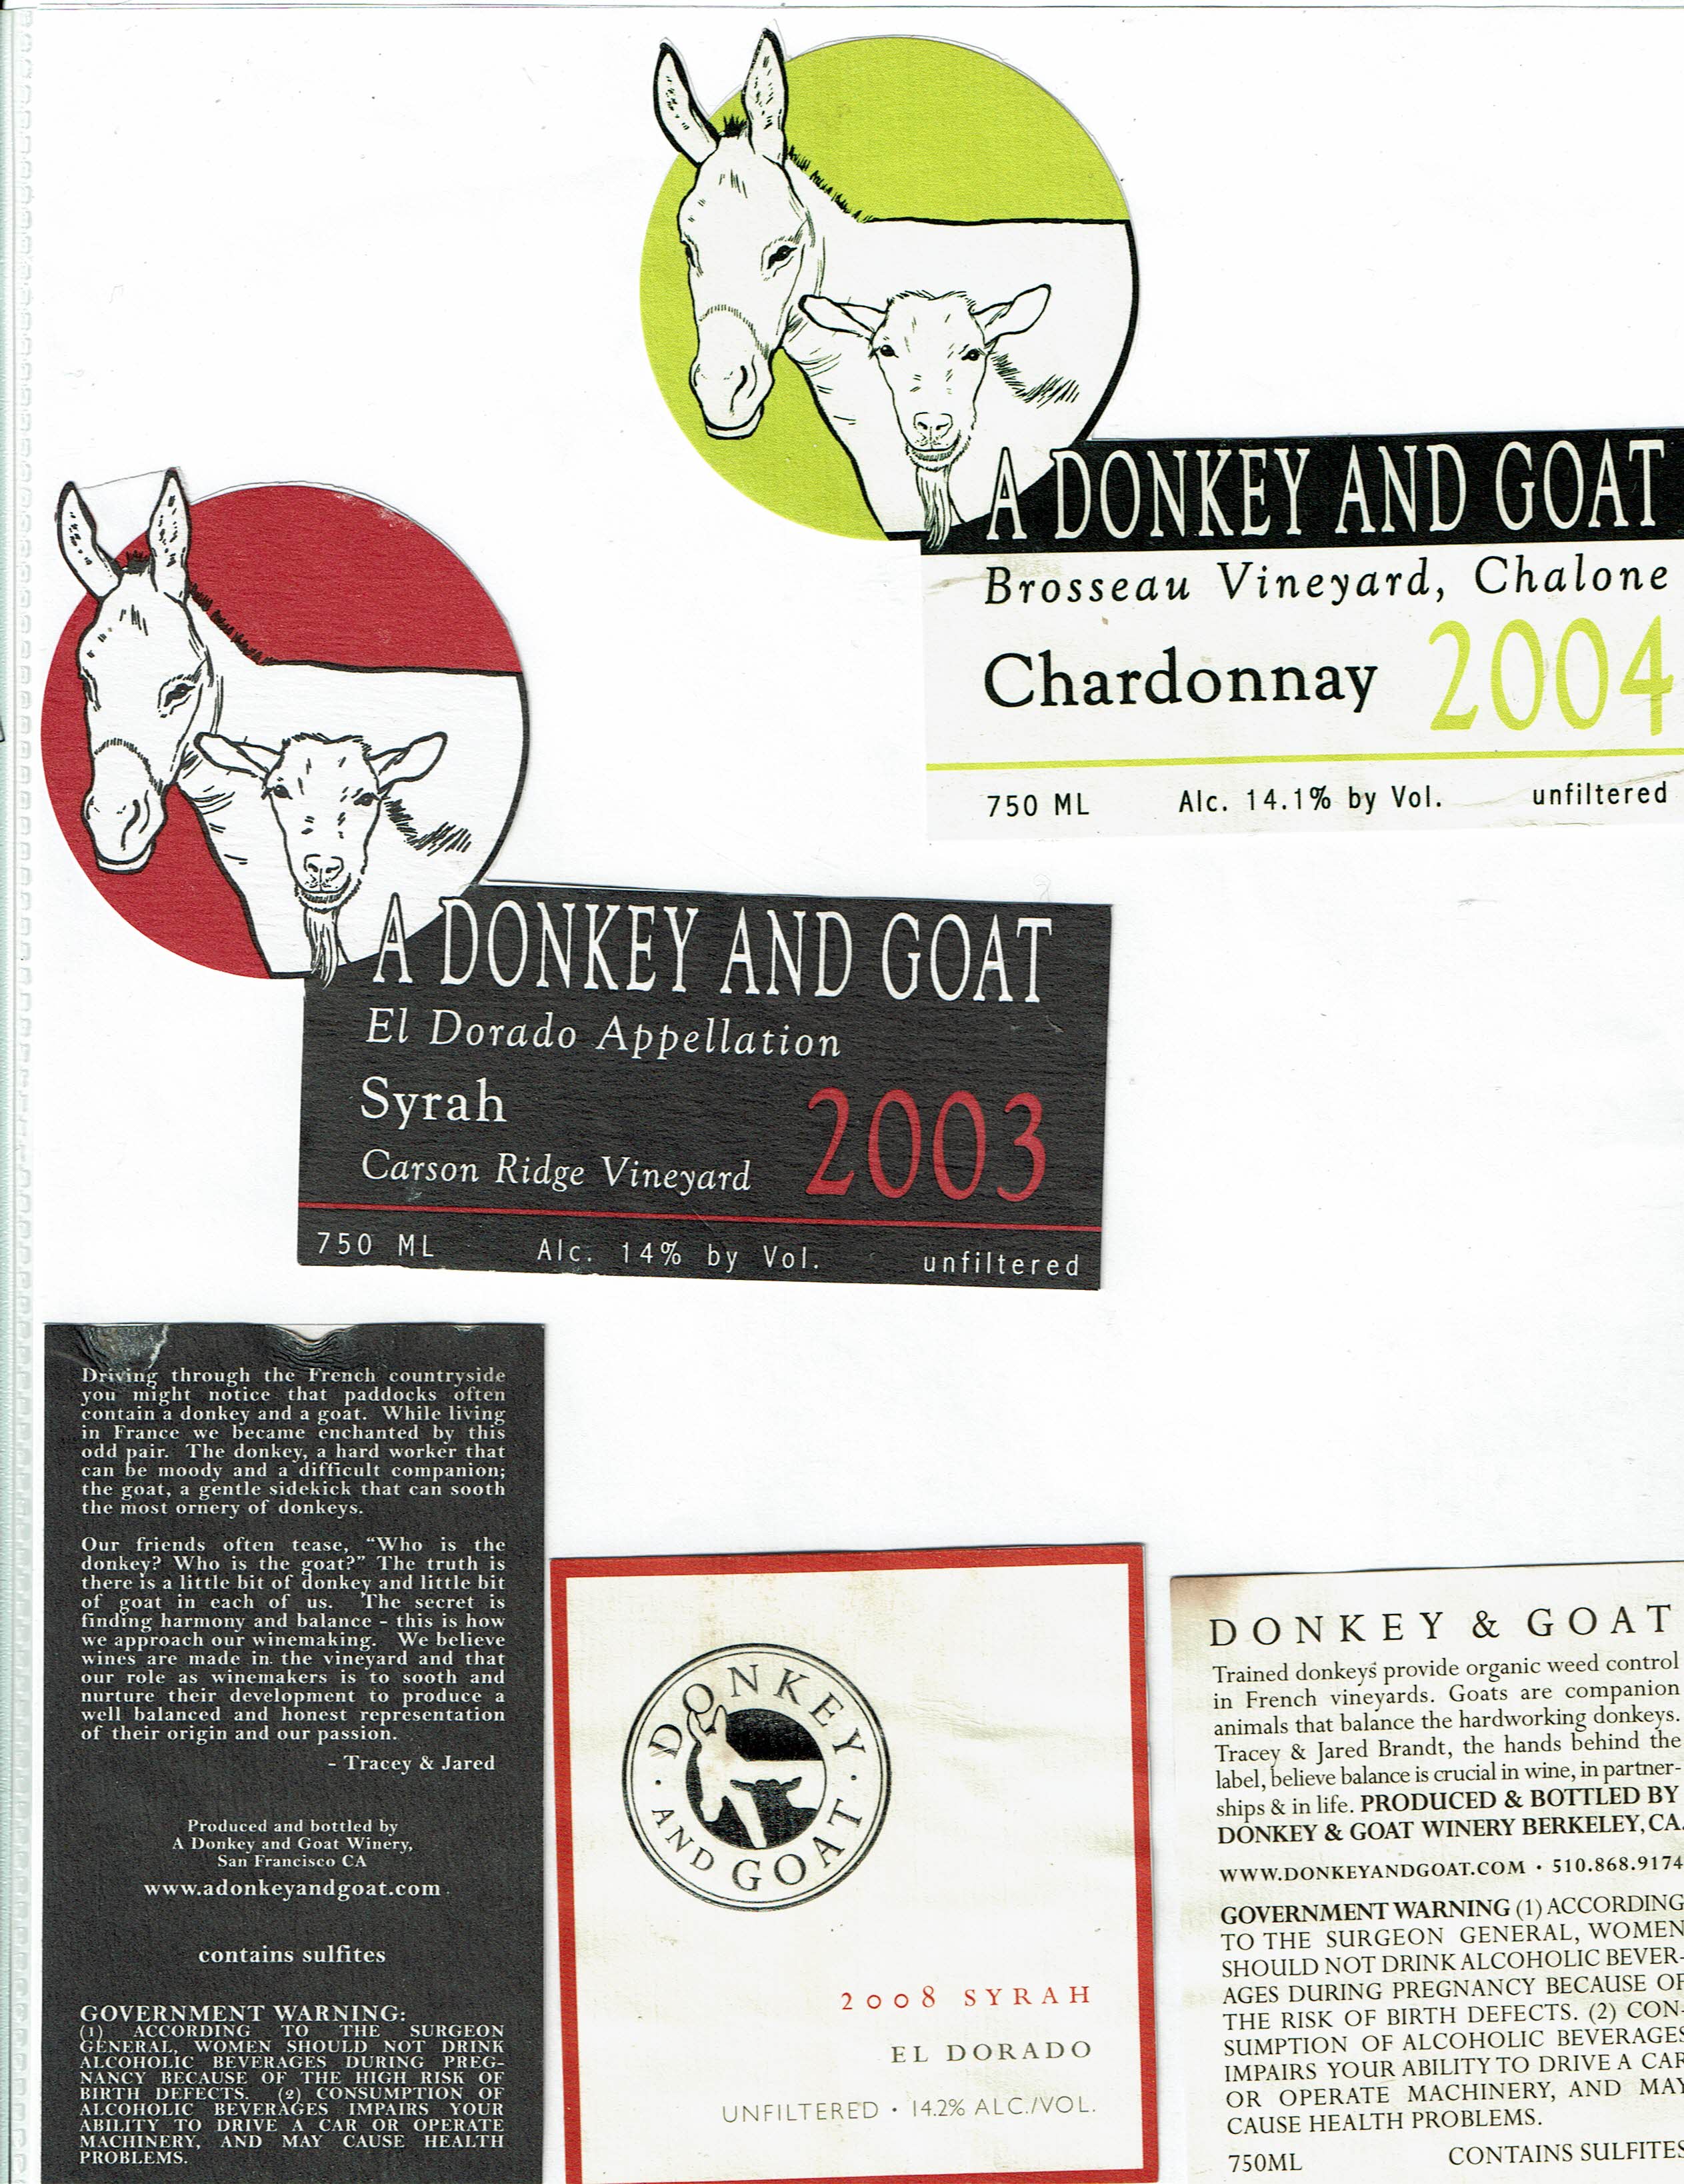 A DONKEY AND GOAT
Brosseau Vineyard, Chalone
Chardonnay 2004
750 ML Alc. 14.1% by Vol. unfiltered
A DONKEY AND GOAT
El Dorado Appellation
Syrah
Carson Ridge Vineyard 2003
750 ML Alc. 14% by Vol. unfiltered
Driving through the French countryside
you might notice that paddocks often
contain a donkey and a goat. While living
in France we became enchanted by this
odd pair. The donkey, a hard worker that
can be moody and a difficult companion;
the goat, a gentle sidekick that can sooth
the most ornery of donkeys.
Our friends often tease, “Who is the
donkey? Who is the goat?” The truth is
there is a little bit of donkey and little bit
of goat in each of us. The secret is
finding harmony and balance - this is how
we approach our winemaking. We believe
wines are made in the vineyard and that
our role as winemakers is to sooth and
nurture their development to produce a
well balanced and honest representation
of their origin and our passion.
- Tracey & Jared
Produced and bottled by
A Donkey and Goat Winery,
San Francisco CA
www.adonkeyandgoat.com
contains sulfites
GOVERNMENT WARNING:
(1) ACCORDING TO THE SURGEON
GENERAL, WOMEN SHOULD NOT DRINK
ALCOHOLIC BEVERAGES DURING PREG-
NANCY BECAUSE OF THE HIGH RISK OF
BIRTH DEFECTS. (2) CONSUMPTION OF
ALCOHOLIC BEVERAGES IMPAIRS YOUR
ABILITY TO DRIVE A CAR OR OPERATE
MACHINERY, AND MAY CAUSE HEALTH
PROBLEMS.
DONKEY
AND GOAT
2008 SYRAH
EL DORADO
UNFILTERED • 14.2% ALC./VOL.
DONKEY & GOAT
Trained donkeys provide organic weed control
in French vineyards. Goats are companion
animals that balance the hardworking donkeys.
Tracey & Jared Brandt, the hands behind the
label, believe balance is crucial in wine, in partner-
ships & in life. PRODUCED & BOTTLED BY
DONKEY & GOAT WINERY BERKELEY, CA.
WWW.DONKEYANDGOAT.COM • 510.868.9174
GOVERNMENT WARNING (1) ACCORDING
TO THE SURGEON GENERAL, WOMEN
SHOULD NOT DRINK ALCOHOLIC BEVER-
AGES DURING PREGNANCY BECAUSE OF
THE RISK OF BIRTH DEFECTS. (2) CON-
SUMPTION OF ALCOHOLIC BEVERAGES
IMPAIRS YOUR ABILITY TO DRIVE A CAR
OR OPERATE MACHINERY, AND MAY
CAUSE HEALTH PROBLEMS.
750ML CONTAINS SULFITES